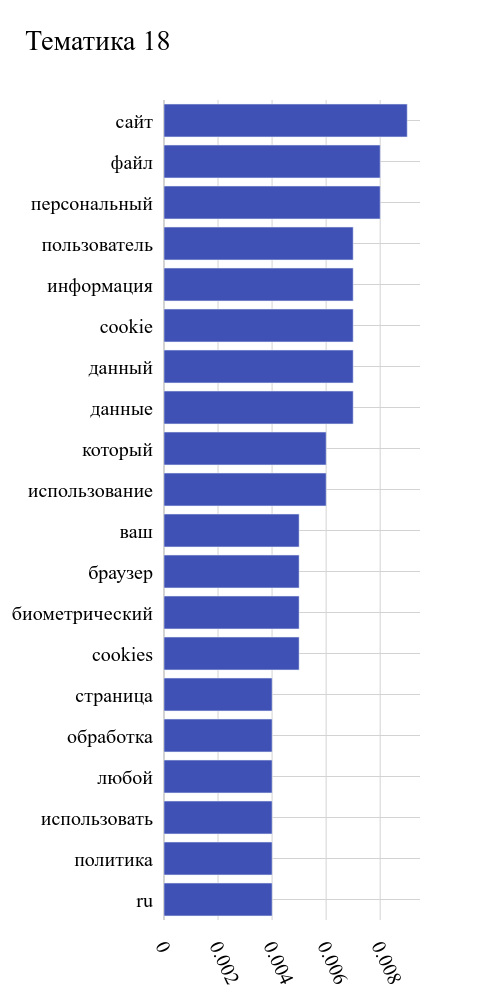 Тематика 18
сайт
файл
персональный
пользователь
информация
cookie
данный
данные
который
использование
ваш
браузер
биометрический
cookies
страница
обработка
любой
использовать
политика
ru
0
0.002
0.004
0.006
0.008